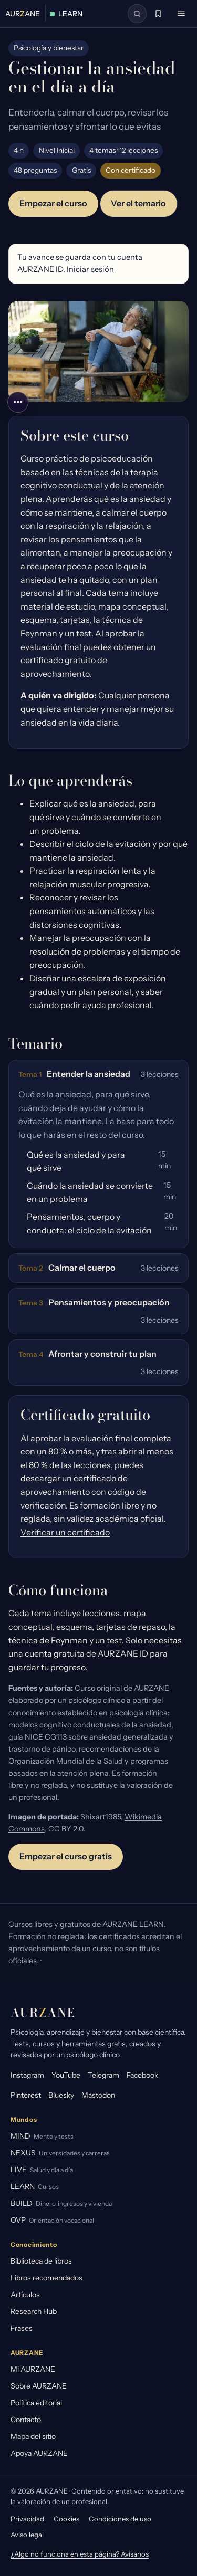 AURZANE LEARN
Psicología y bienestar
Gestionar la ansiedad
en el día a día
Entenderla, calmar el cuerpo, revisar los
pensamientos y afrontar lo que evitas
4 h Nivel Inicial 4 temas · 12 lecciones
48 preguntas Gratis Con certificado
Empezar el curso Ver el temario
Tu avance se guarda con tu cuenta
AURZANE ID. Iniciar sesión
Sobre este curso
Curso práctico de psicoeducación
basado en las técnicas de la terapia
cognitivo conductual y de la atención
plena. Aprenderás qué es la ansiedad y
cómo se mantiene, a calmar el cuerpo
con la respiración y la relajación, a
revisar los pensamientos que la
alimentan, a manejar la preocupación y
a recuperar poco a poco lo que la
ansiedad te ha quitado, con un plan
personal al final. Cada tema incluye
material de estudio, mapa conceptual,
esquema, tarjetas, la técnica de
Feynman y un test. Al aprobar la
evaluación final puedes obtener un
certificado gratuito de
aprovechamiento.
A quién va dirigido: Cualquier persona
que quiera entender y manejar mejor su
ansiedad en la vida diaria.
Lo que aprenderás
• Explicar qué es la ansiedad, para
qué sirve y cuándo se convierte en
un problema.
• Describir el ciclo de la evitación y por qué
mantiene la ansiedad.
• Practicar la respiración lenta y la
relajación muscular progresiva.
• Reconocer y revisar los
pensamientos automáticos y las
distorsiones cognitivas.
• Manejar la preocupación con la
resolución de problemas y el tiempo de
preocupación.
• Diseñar una escalera de exposición
gradual y un plan personal, y saber
cuándo pedir ayuda profesional.
Temario
Tema 1 Entender la ansiedad 3 lecciones
Qué es la ansiedad, para qué sirve,
cuándo deja de ayudar y cómo la
evitación la mantiene. La base para todo
lo que harás en el resto del curso.
Qué es la ansiedad y para
qué sirve
15
min
Cuándo la ansiedad se convierte
en un problema
15
min
Pensamientos, cuerpo y
conducta: el ciclo de la evitación
20
min
Tema 2 Calmar el cuerpo 3 lecciones
Tema 3 Pensamientos y preocupación
3 lecciones
Tema 4 Afrontar y construir tu plan
3 lecciones
Certificado gratuito
Al aprobar la evaluación final completa
con un 80 % o más, y tras abrir al menos
el 80 % de las lecciones, puedes
descargar un certificado de
aprovechamiento con código de
verificación. Es formación libre y no
reglada, sin validez académica oficial.
Verificar un certificado
Cómo funciona
Cada tema incluye lecciones, mapa
conceptual, esquema, tarjetas de repaso, la
técnica de Feynman y un test. Solo necesitas
una cuenta gratuita de AURZANE ID para
guardar tu progreso.
Fuentes y autoría: Curso original de AURZANE
elaborado por un psicólogo clínico a partir del
conocimiento establecido en psicología clínica:
modelos cognitivo conductuales de la ansiedad,
guía NICE CG113 sobre ansiedad generalizada y
trastorno de pánico, recomendaciones de la
Organización Mundial de la Salud y programas
basados en la atención plena. Es formación
libre y no reglada, y no sustituye la valoración de
un profesional.
Imagen de portada: Shixart1985, Wikimedia
Commons, CC BY 2.0.
Empezar el curso gratis
Cursos libres y gratuitos de AURZANE LEARN.
Formación no reglada: los certificados acreditan el
aprovechamiento de un curso, no son títulos
oficiales. ·
AURZANE
Psicología, aprendizaje y bienestar con base científica.
Tests, cursos y herramientas gratis, creados y
revisados por un psicólogo clínico.
Instagram YouTube Telegram Facebook
Pinterest Bluesky Mastodon
Mundos
MIND Mente y tests
NEXUS Universidades y carreras
LIVE Salud y día a día
LEARN Cursos
BUILD Dinero, ingresos y vivienda
OVP Orientación vocacional
Conocimiento
Biblioteca de libros
Libros recomendados
Artículos
Research Hub
Frases
AURZANE
Mi AURZANE
Sobre AURZANE
Política editorial
Contacto
Mapa del sitio
Apoya AURZANE
© 2026 AURZANE · Contenido orientativo: no sustituye
la valoración de un profesional.
Privacidad Cookies Condiciones de uso
Aviso legal
¿Algo no funciona en esta página? Avísanos